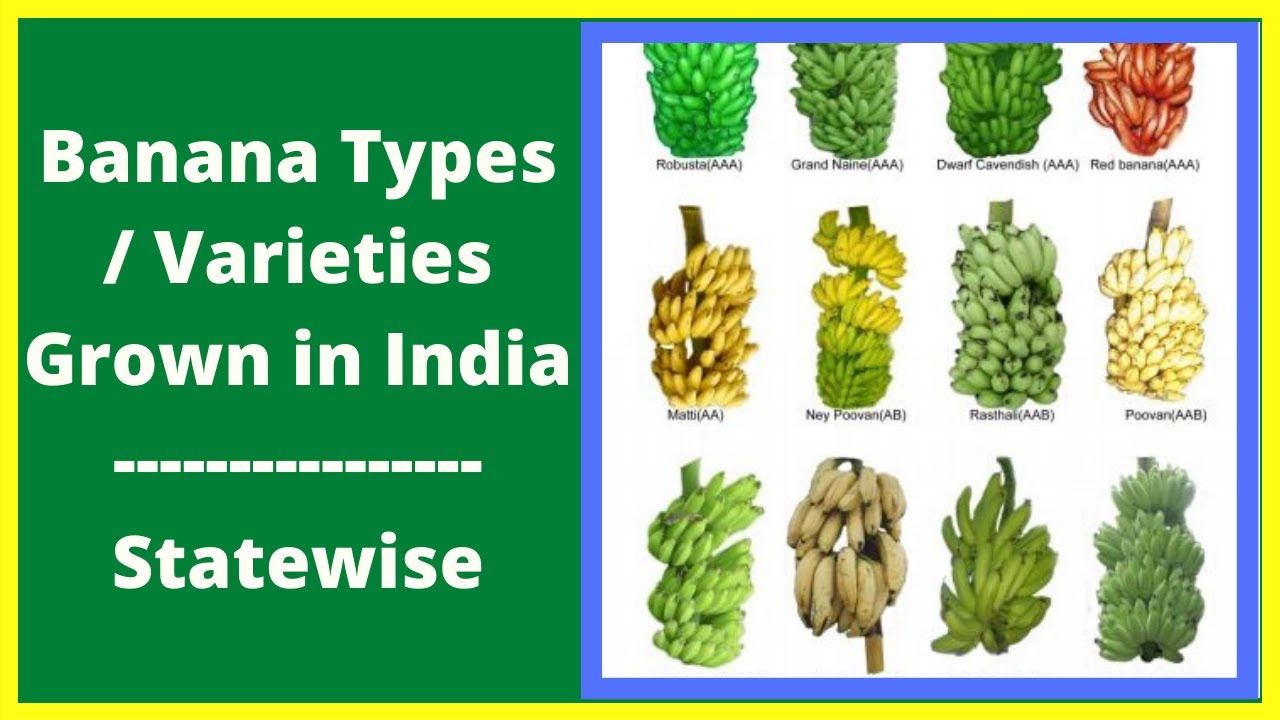 Banana Types
/ Varieties
Grown in India
----------------
Statewise
Robusta(AAA) Grand Naine(AAA) Dwarf Cavendish (AAA) Red banana(AAA)
Matti(AA) Ney Poovan(AB) Rasthali(AAB) Poovan(AAB)